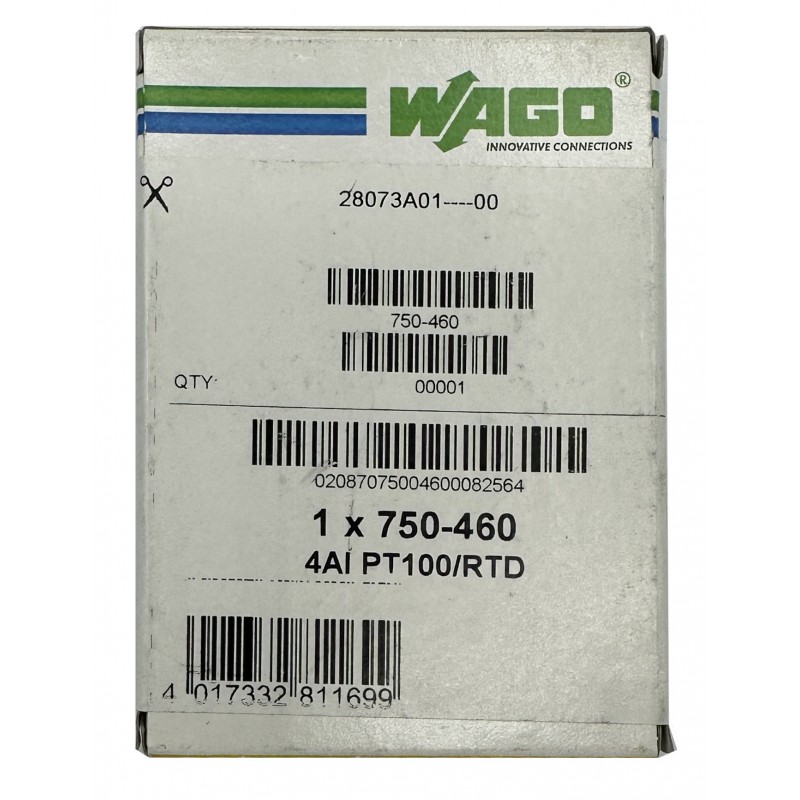 WAGO®
INNOVATIVE CONNECTIONS
28073A01----00
750-460
QTY 00001
02087075004600082564
1 x 750-460
4AI PT100/RTD
4 017332 811699